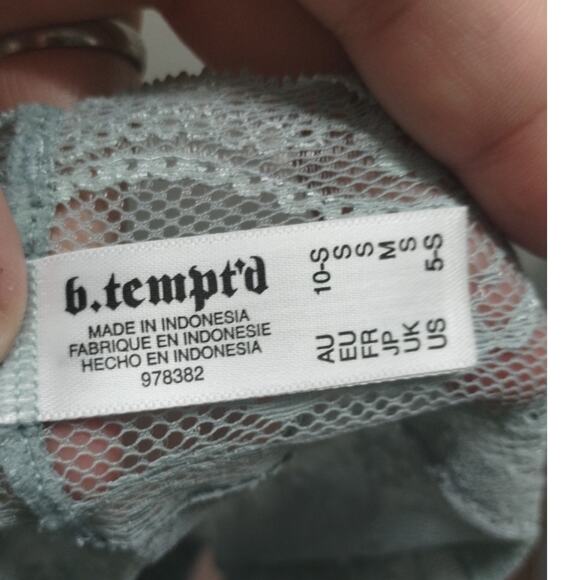 b.tempt'd
MADE IN INDONESIA
FABRIQUE EN INDONESIE
HECHO EN INDONESIA
978382
AU 10-S
EU S
FR S
JP M
UK S
US 5-S